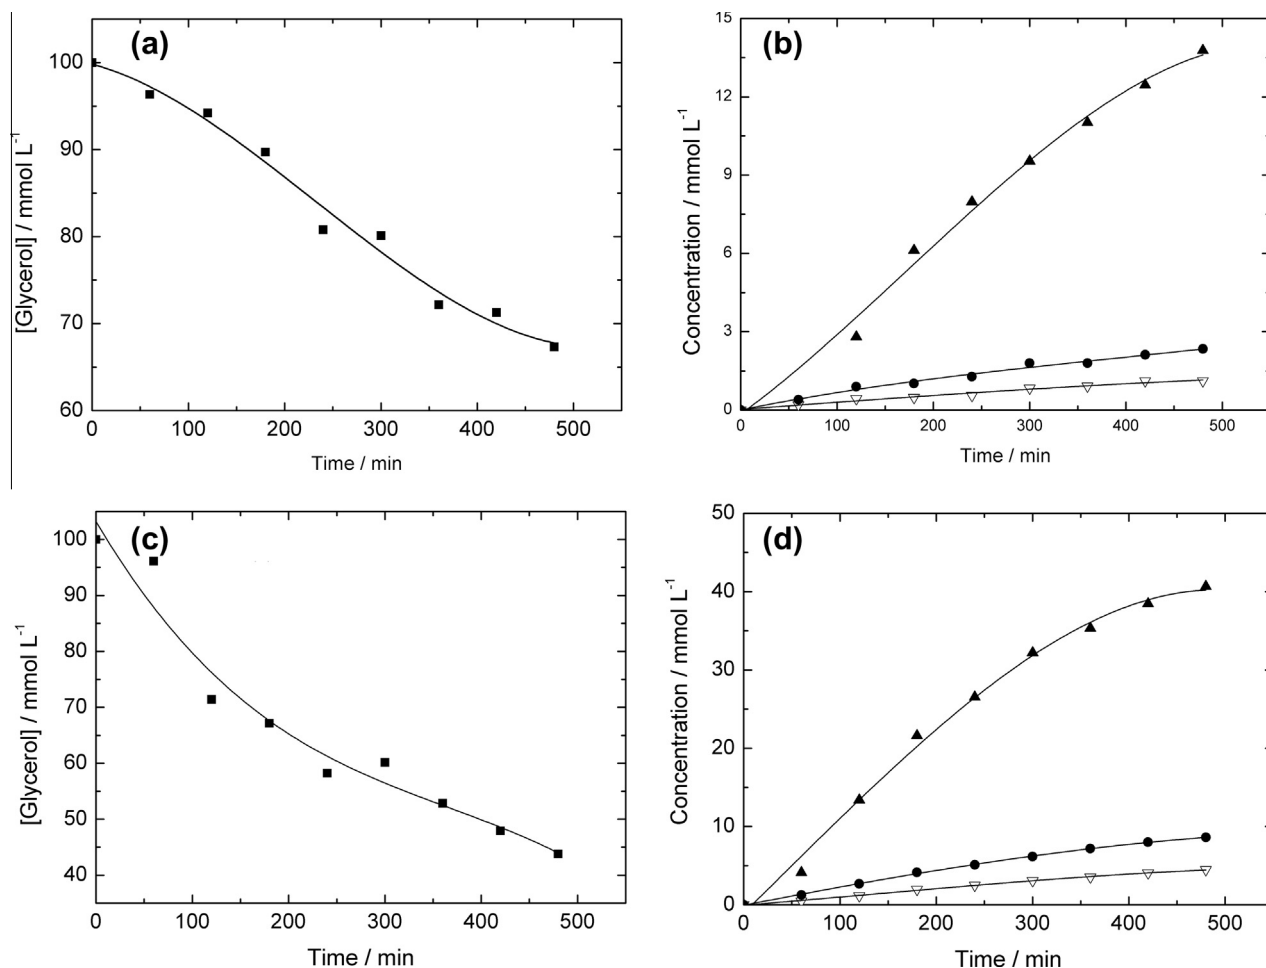 (a)
100
90
80
70
60
[Glycerol] / mmol L-1
0 100 200 300 400 500
Time / min
(b)
15
12
9
6
3
0
Concentration / mmol L-1
0 100 200 300 400 500
Time / min
(c)
100
90
80
70
60
50
40
[Glycerol] / mmol L-1
0 100 200 300 400 500
Time / min
(d)
50
40
30
20
10
0
Concentration / mmol L-1
0 100 200 300 400 500
Time / min